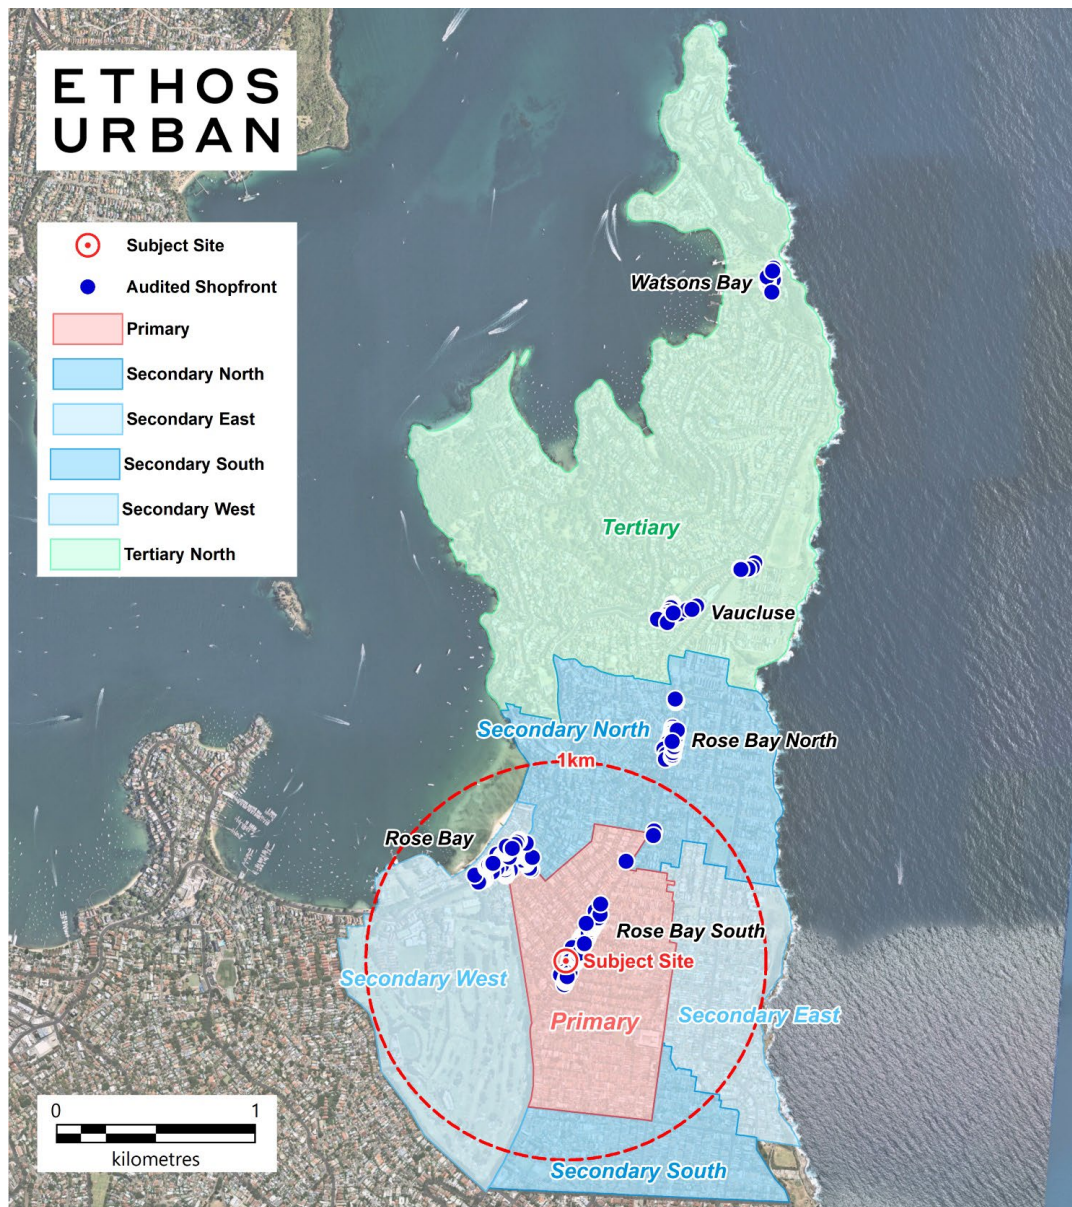 ETHOS
URBAN
Subject Site
Audited Shopfront
Primary
Secondary North
Secondary East
Secondary South
Secondary West
Tertiary North
Watsons Bay
Tertiary
Vaucluse
Secondary North
Rose Bay North
1km
Rose Bay
Rose Bay South
Subject Site
Secondary West
Secondary East
Primary
Secondary South
0 1
kilometres